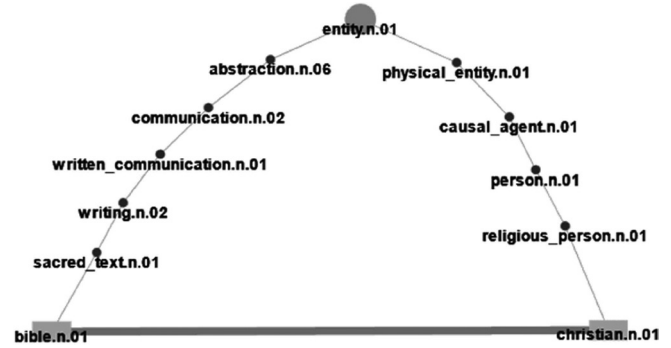 entity.n.01
abstraction.n.06
physical_entity.n.01
communication.n.02
causal_agent.n.01
written_communication.n.01
person.n.01
writing.n.02
religious_person.n.01
sacred_text.n.01
bible.n.01
christian.n.01